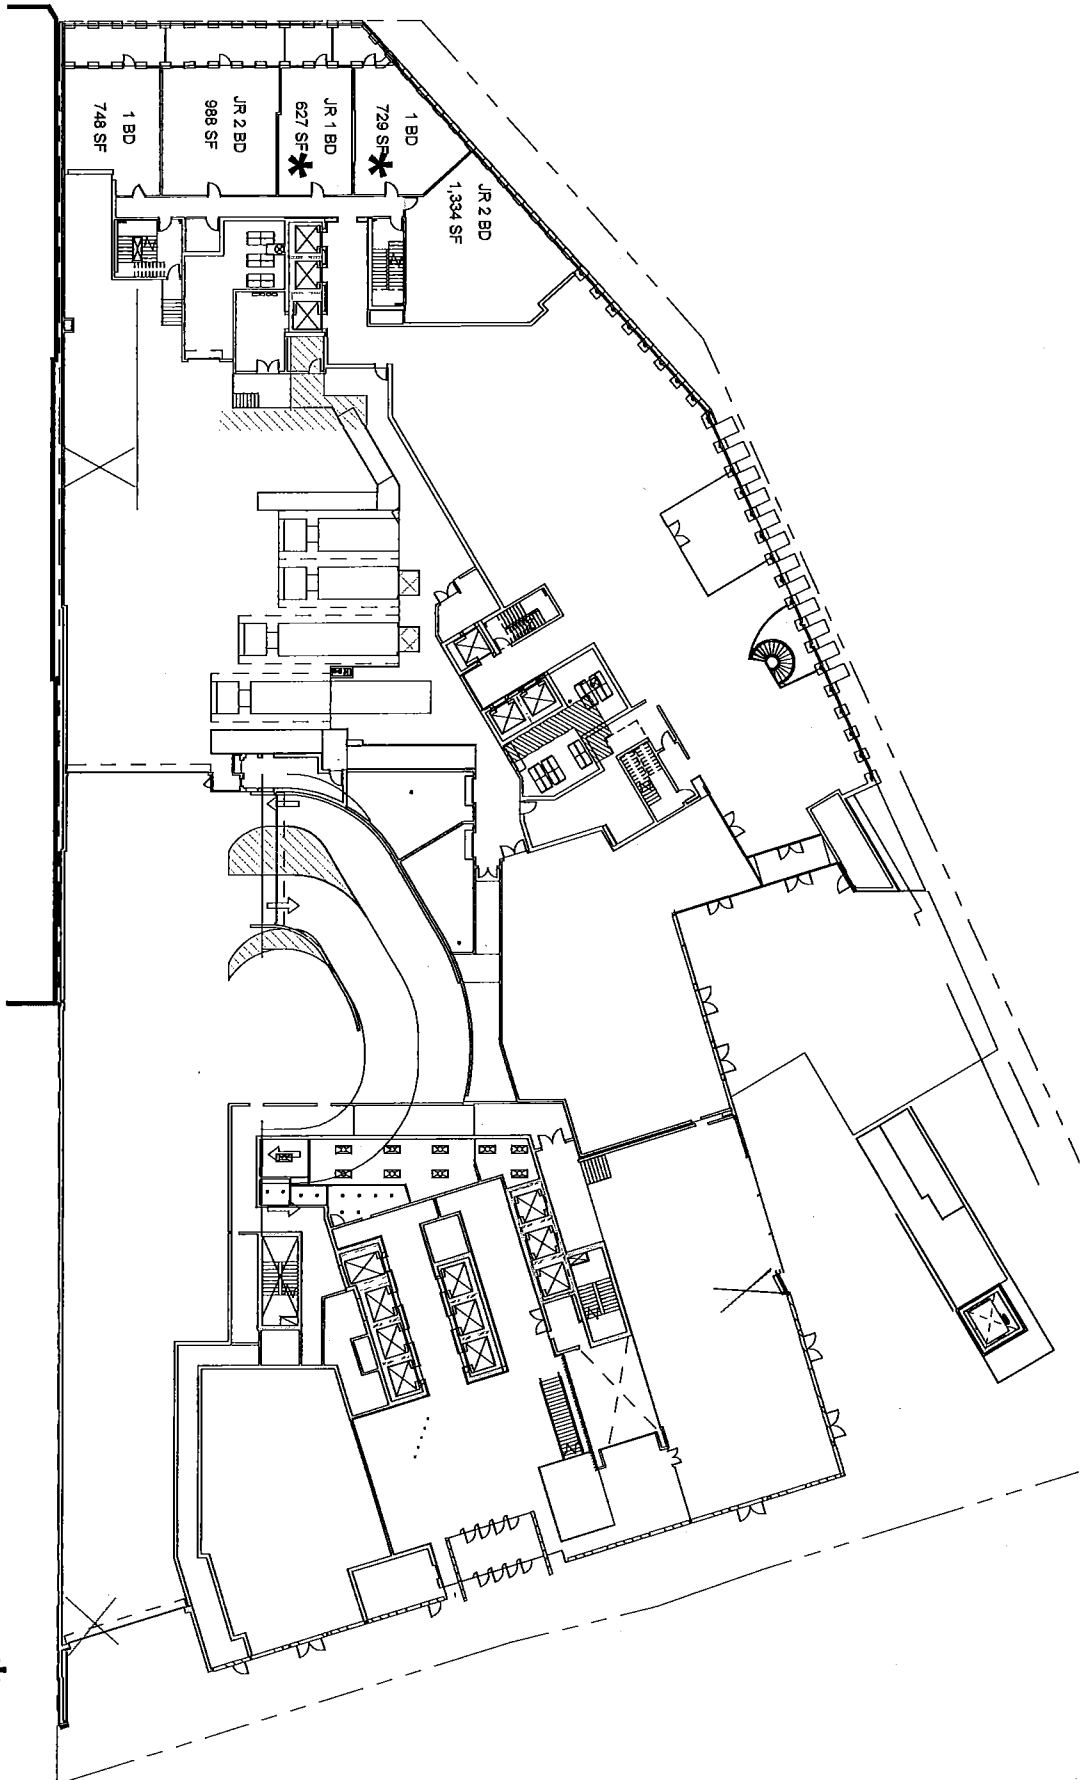 1 BD
748 SF
JR 2 BD
988 SF
JR 1 BD
627 SF
*
1 BD
729 SF
*
JR 2 BD
1,334 SF